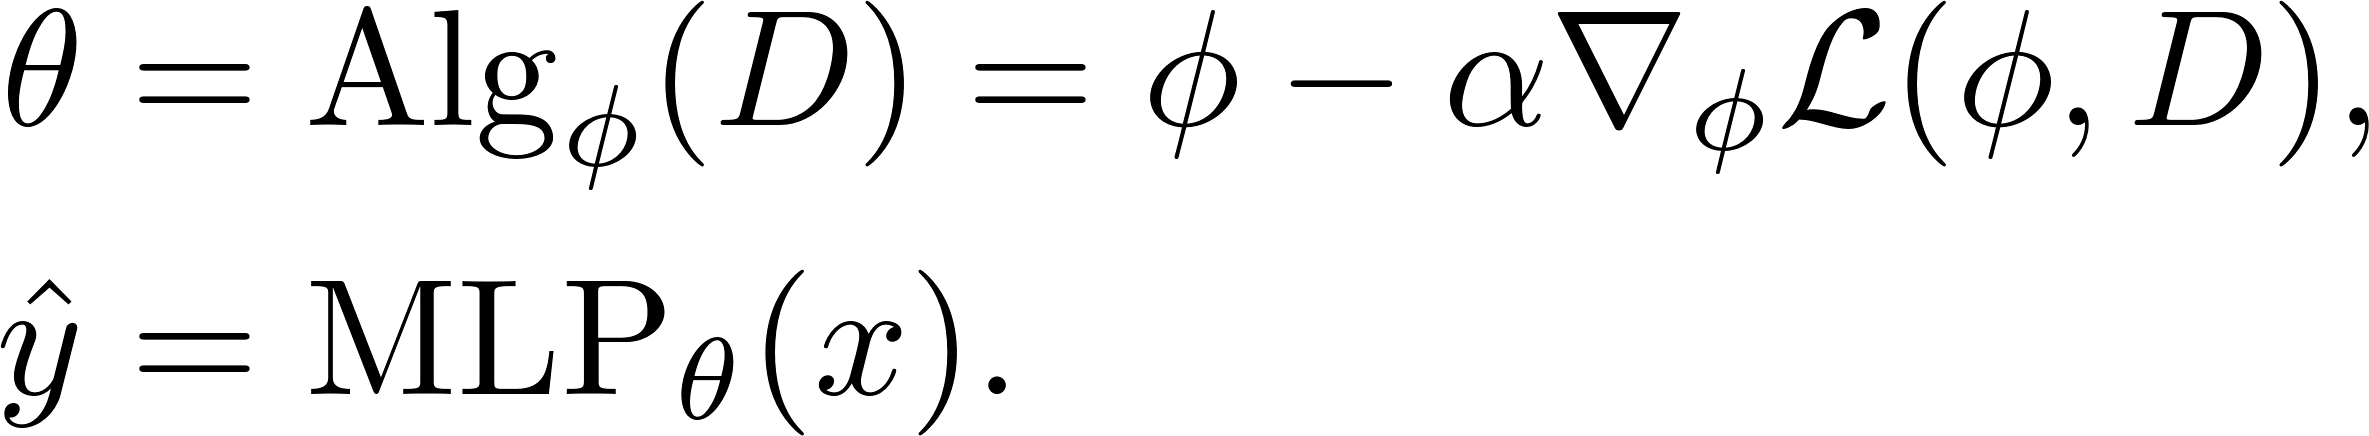 θ = Alg_ϕ(D) = ϕ − α∇_ϕ𝓛(ϕ, D),
ŷ = MLP_θ(x).